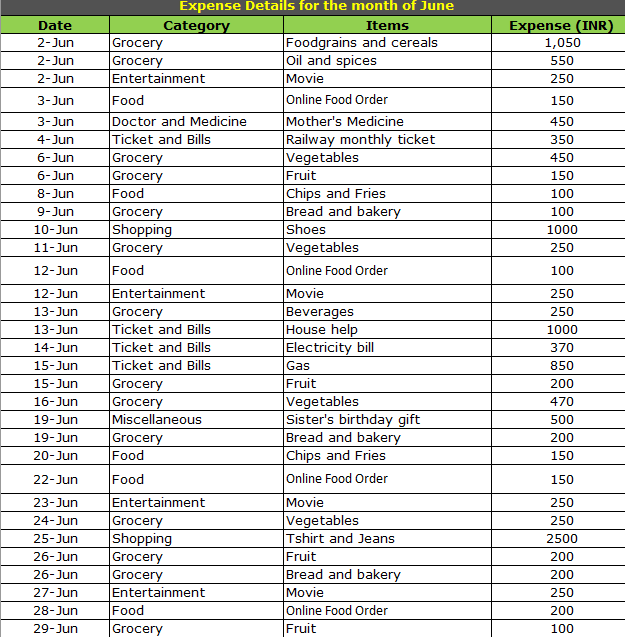 Expense Details for the month of June
Date Category Items Expense (INR)
2-Jun Grocery Foodgrains and cereals 1,050
2-Jun Grocery Oil and spices 550
2-Jun Entertainment Movie 250
3-Jun Food Online Food Order 150
3-Jun Doctor and Medicine Mother's Medicine 450
4-Jun Ticket and Bills Railway monthly ticket 350
6-Jun Grocery Vegetables 450
6-Jun Grocery Fruit 150
8-Jun Food Chips and Fries 100
9-Jun Grocery Bread and bakery 100
10-Jun Shopping Shoes 1000
11-Jun Grocery Vegetables 250
12-Jun Food Online Food Order 100
12-Jun Entertainment Movie 250
13-Jun Grocery Beverages 250
13-Jun Ticket and Bills House help 1000
14-Jun Ticket and Bills Electricity bill 370
15-Jun Ticket and Bills Gas 850
15-Jun Grocery Fruit 200
16-Jun Grocery Vegetables 470
19-Jun Miscellaneous Sister's birthday gift 500
19-Jun Grocery Bread and bakery 200
20-Jun Food Chips and Fries 150
22-Jun Food Online Food Order 150
23-Jun Entertainment Movie 250
24-Jun Grocery Vegetables 250
25-Jun Shopping Tshirt and Jeans 2500
26-Jun Grocery Fruit 200
26-Jun Grocery Bread and bakery 200
27-Jun Entertainment Movie 250
28-Jun Food Online Food Order 200
29-Jun Grocery Fruit 100